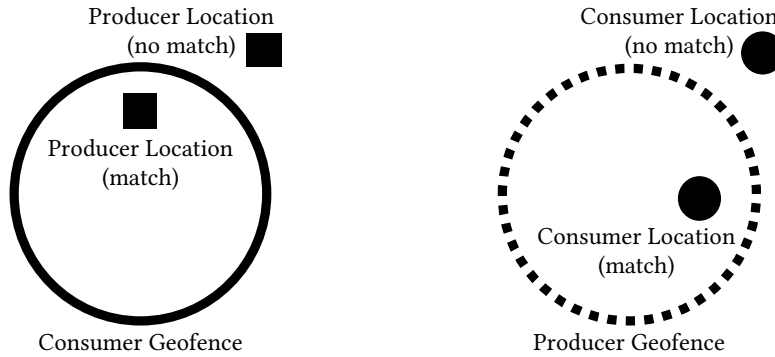 Producer Location
(no match)
Producer Location
(match)
Consumer Geofence
Consumer Location
(no match)
Consumer Location
(match)
Producer Geofence